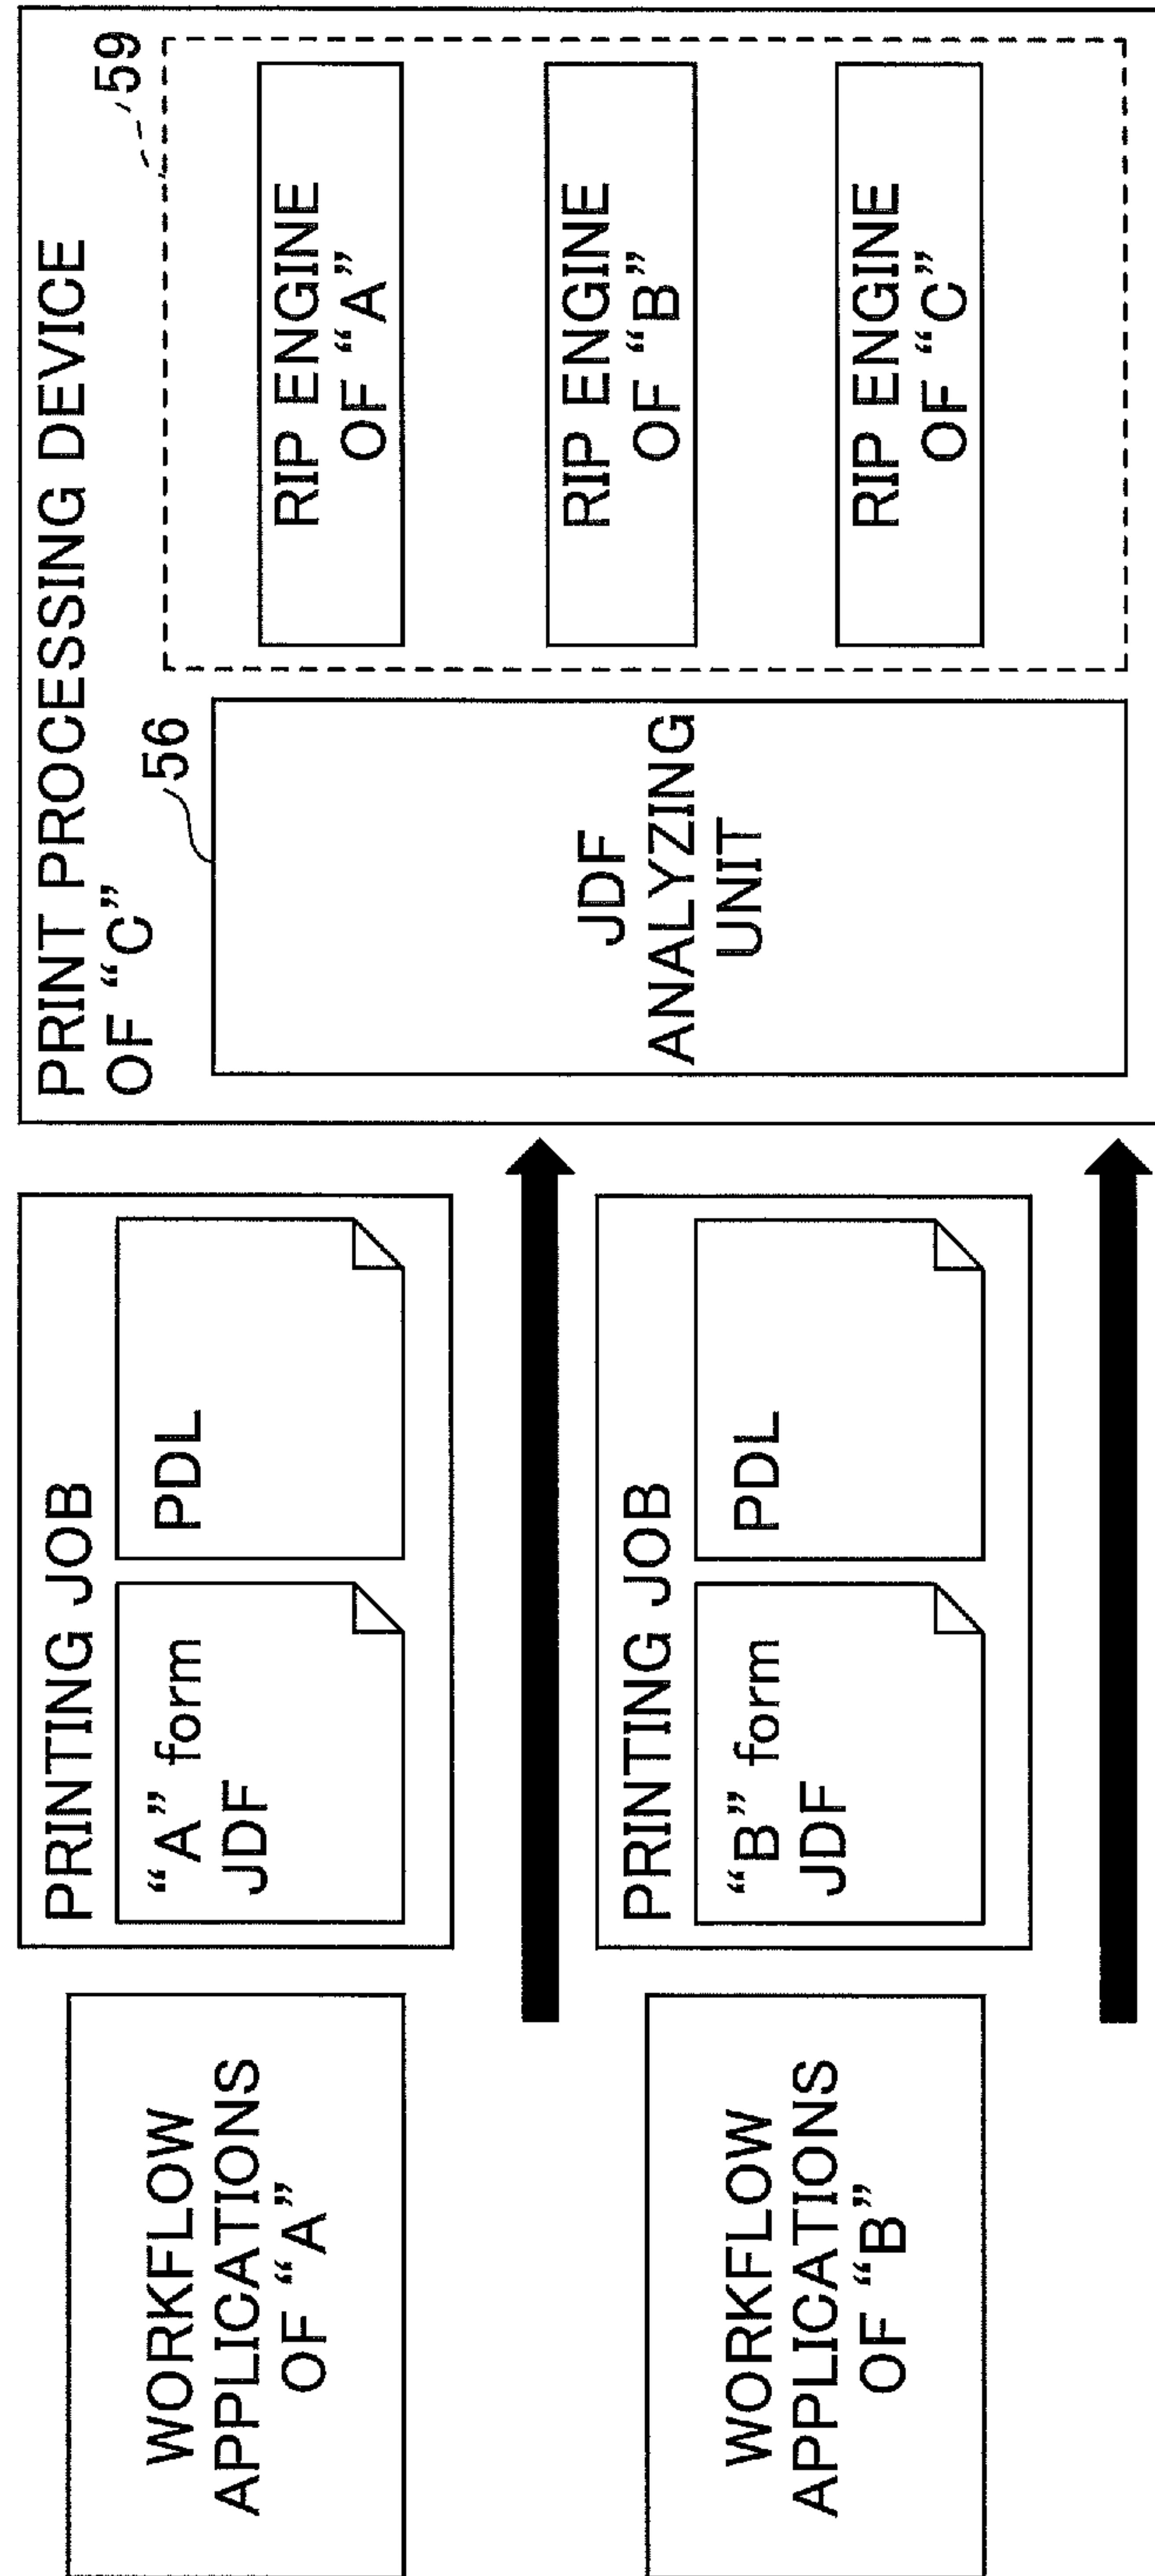 WORKFLOW
APPLICATIONS
OF “A”
PRINTING JOB
“A” form
JDF
PDL
WORKFLOW
APPLICATIONS
OF “B”
PRINTING JOB
“B” form
JDF
PDL
PRINT PROCESSING DEVICE
OF “C”
56
JDF
ANALYZING
UNIT
59
RIP ENGINE
OF “A”
RIP ENGINE
OF “B”
RIP ENGINE
OF “C”